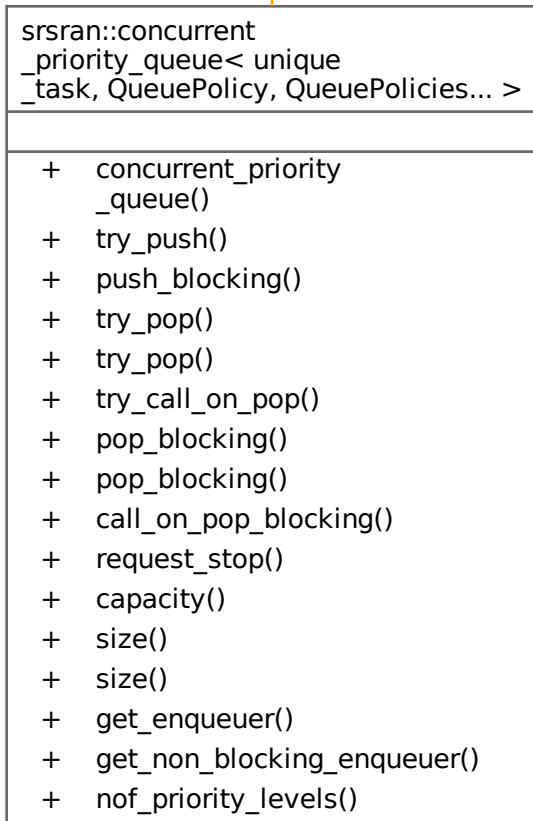 srsran::concurrent
_priority_queue< unique
_task, QueuePolicy, QueuePolicies... >
+ concurrent_priority
_queue()
+ try_push()
+ push_blocking()
+ try_pop()
+ try_pop()
+ try_call_on_pop()
+ pop_blocking()
+ pop_blocking()
+ call_on_pop_blocking()
+ request_stop()
+ capacity()
+ size()
+ size()
+ get_enqueuer()
+ get_non_blocking_enqueuer()
+ nof_priority_levels()